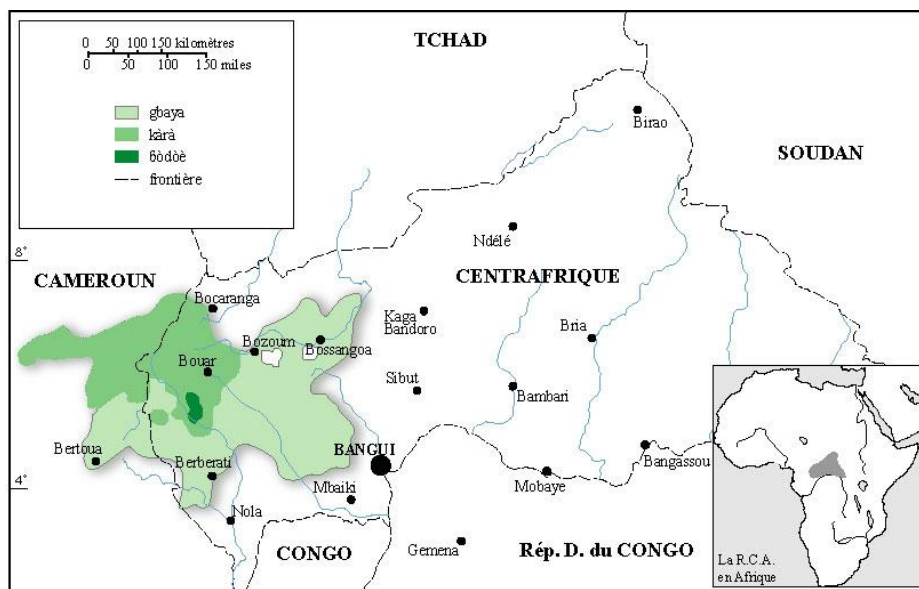 0 50 100 150 kilomètres
0 50 100 150 miles
gbaya
kàrà
ɓòdòè
frontière
TCHAD
Birao
SOUDAN
Ndélé
8°
CAMEROUN
CENTRAFRIQUE
Bocaranga
Kaga
Bandoro
Bozoum
Bossangoa
Bria
Bouar
Sibut
Bambari
Bertoua
BANGUI
Berberati
Bangassou
4°
Mbaiki
Mobaye
Nola
CONGO
Gemena
Rép. D. du CONGO
La R.C.A.
en Afrique